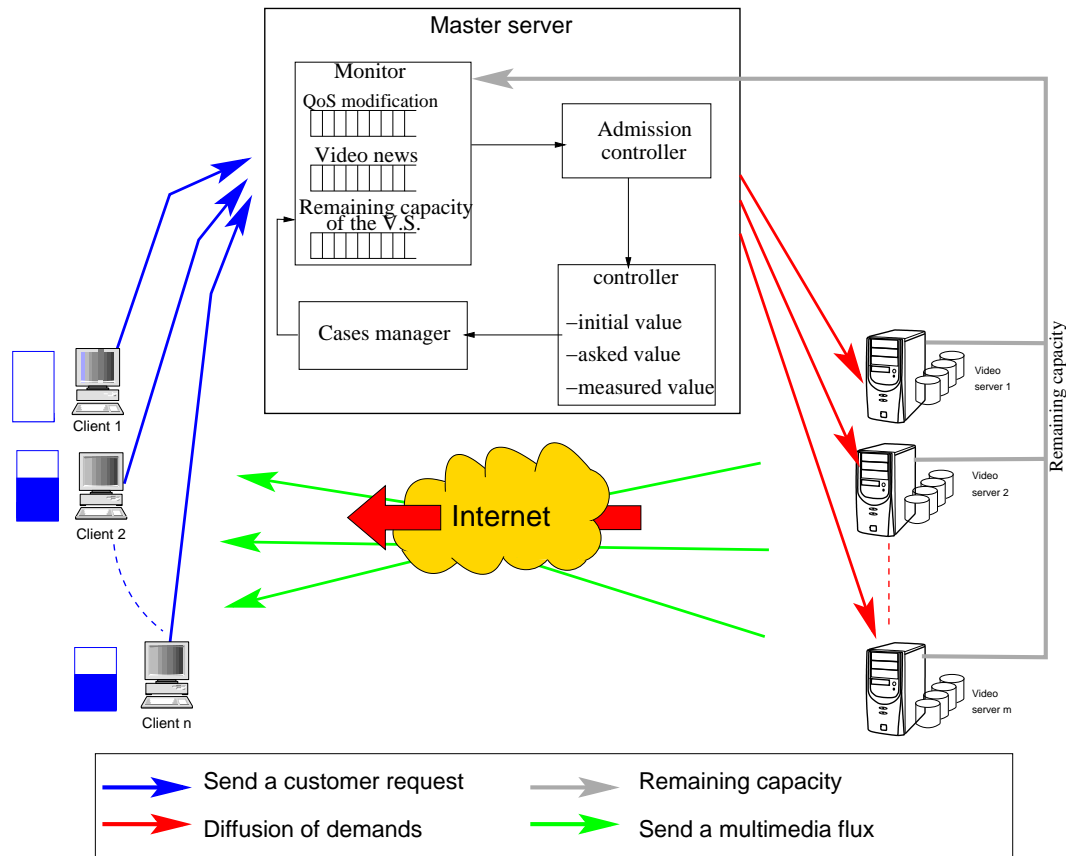 Master server
Monitor
QoS modification
Video news
Remaining capacity
of the V.S.
Admission
controller
controller
−initial value
−asked value
−measured value
Cases manager
Client 1
Client 2
Client n
Internet
Video
server 1
Video
server 2
Video
server m
Remaining capacity
Send a customer request
Remaining capacity
Diffusion of demands
Send a multimedia flux